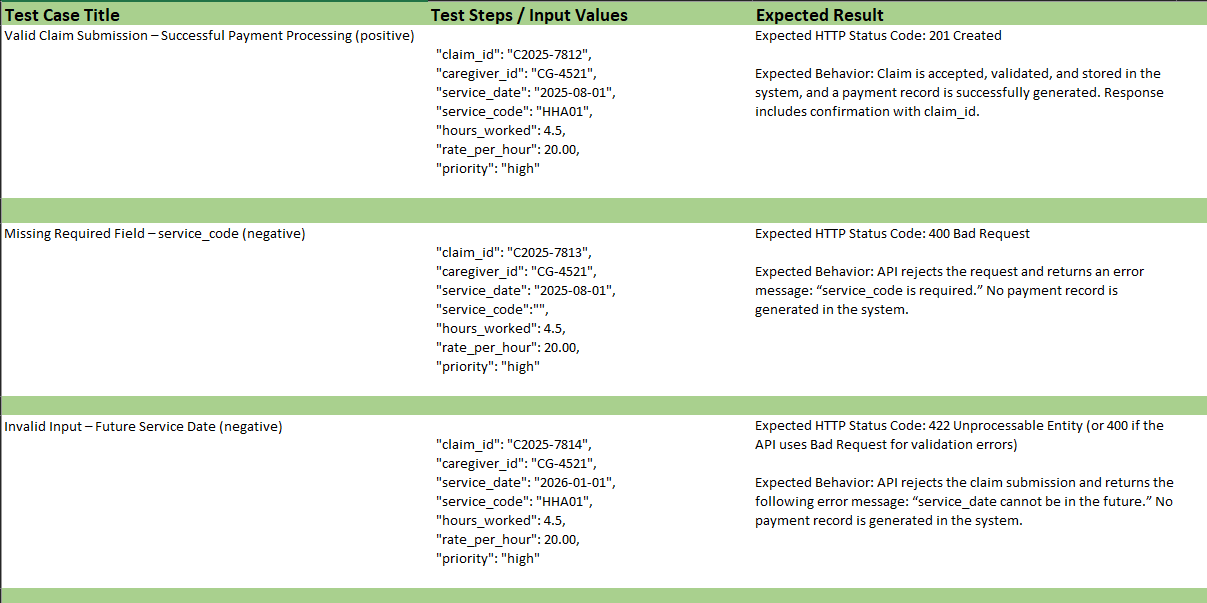 Test Case Title
Test Steps / Input Values
Expected Result
Valid Claim Submission – Successful Payment Processing (positive)
"claim_id": "C2025-7812",
"caregiver_id": "CG-4521",
"service_date": "2025-08-01",
"service_code": "HHA01",
"hours_worked": 4.5,
"rate_per_hour": 20.00,
"priority": "high"
Expected HTTP Status Code: 201 Created
Expected Behavior: Claim is accepted, validated, and stored in the
system, and a payment record is successfully generated. Response
includes confirmation with claim_id.
Missing Required Field – service_code (negative)
"claim_id": "C2025-7813",
"caregiver_id": "CG-4521",
"service_date": "2025-08-01",
"service_code":"",
"hours_worked": 4.5,
"rate_per_hour": 20.00,
"priority": "high"
Expected HTTP Status Code: 400 Bad Request
Expected Behavior: API rejects the request and returns an error
message: “service_code is required.” No payment record is
generated in the system.
Invalid Input – Future Service Date (negative)
"claim_id": "C2025-7814",
"caregiver_id": "CG-4521",
"service_date": "2026-01-01",
"service_code": "HHA01",
"hours_worked": 4.5,
"rate_per_hour": 20.00,
"priority": "high"
Expected HTTP Status Code: 422 Unprocessable Entity (or 400 if the
API uses Bad Request for validation errors)
Expected Behavior: API rejects the claim submission and returns the
following error message: “service_date cannot be in the future.” No
payment record is generated in the system.